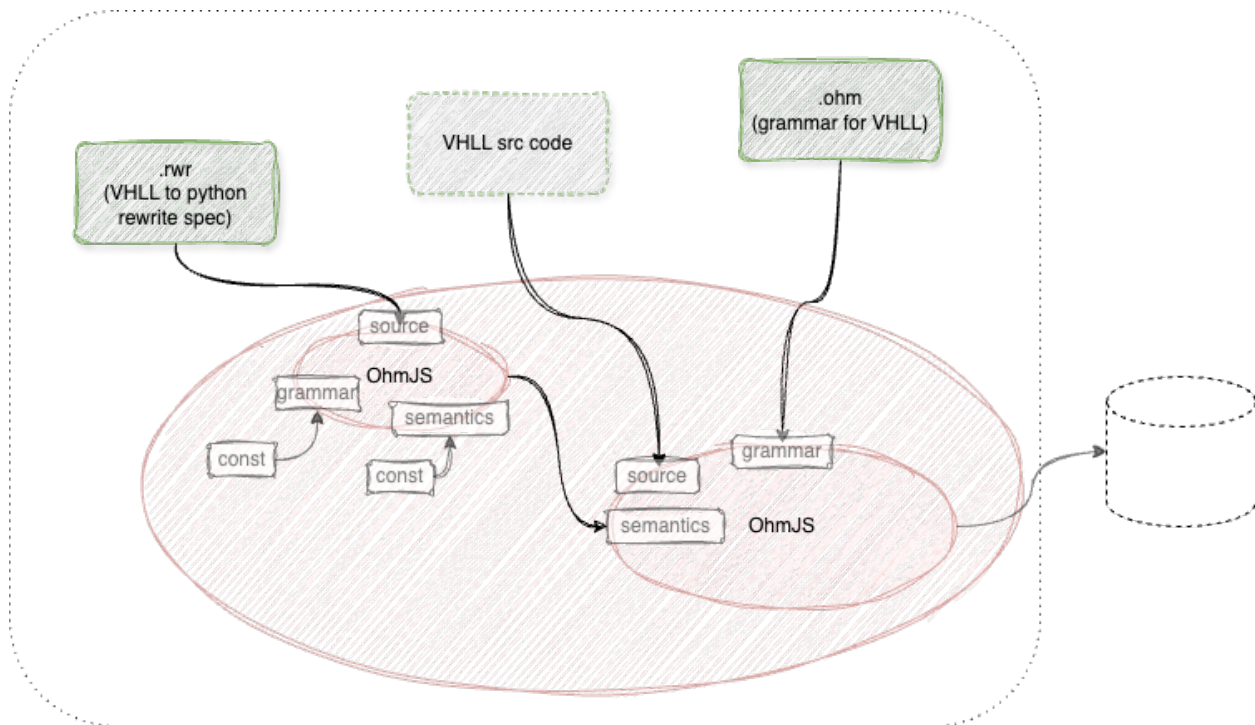 .ohm
(grammar for VHLL)
VHLL src code
.rwr
(VHLL to python
rewrite spec)
source
OhmJS
grammar
semantics
const
const
grammar
source
semantics
OhmJS